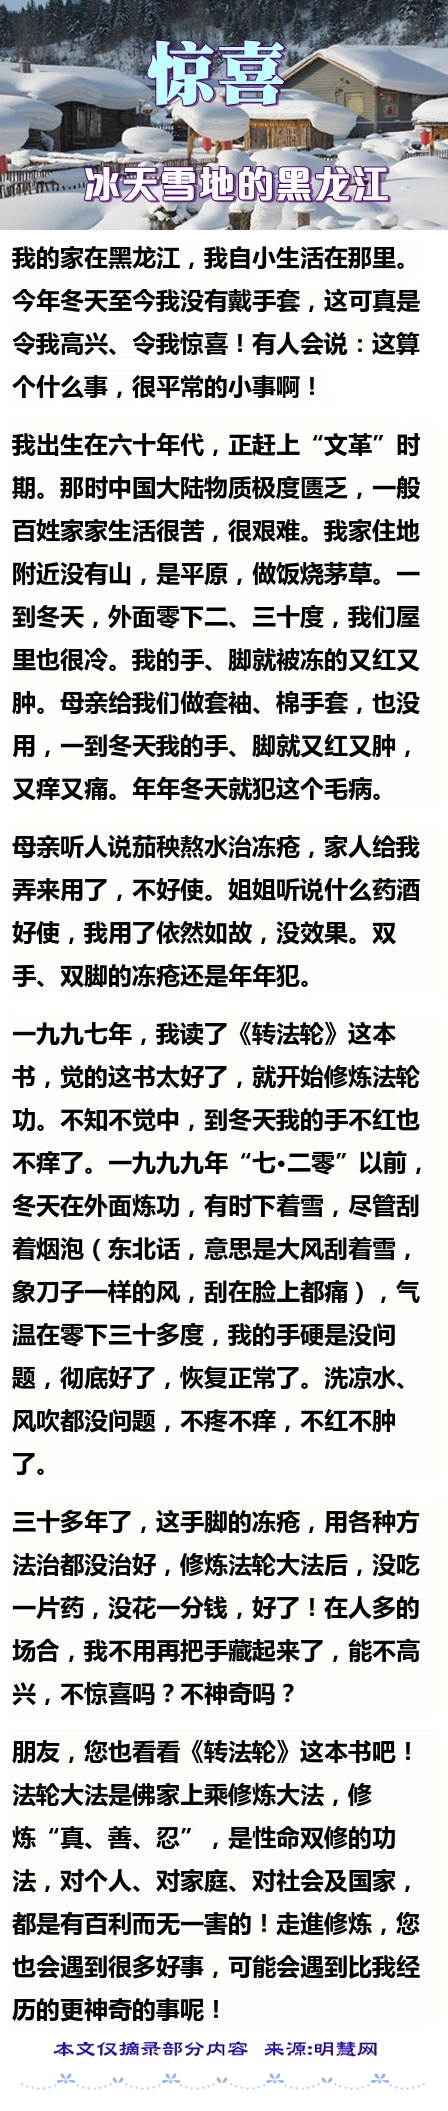 惊喜
冰天雪地的黑龙江
我的家在黑龙江，我自小生活在那里。
今年冬天至今我没有戴手套，这可真是
令我高兴、令我惊喜！有人会说：这算
个什么事，很平常的小事啊！
我出生在六十年代，正赶上“文革”时
期。那时中国大陆物质极度匮乏，一般
百姓家家生活很苦，很艰难。我家住地
附近没有山，是平原，做饭烧茅草。一
到冬天，外面零下二、三十度，我们屋
里也很冷。我的手、脚就被冻的又红又
肿。母亲给我们做套袖、棉手套，也没
用，一到冬天我的手、脚就又红又肿，
又痒又痛。年年冬天就犯这个毛病。
母亲听人说茄秧熬水治冻疮，家人给我
弄来用了，不好使。姐姐听说什么药酒
好使，我用了依然如故，没效果。双
手、双脚的冻疮还是年年犯。
一九九七年，我读了《转法轮》这本
书，觉的这书太好了，就开始修炼法轮
功。不知不觉中，到冬天我的手不红也
不痒了。一九九九年“七•二零”以前，
冬天在外面炼功，有时下着雪，尽管刮
着烟泡（东北话，意思是大风刮着雪，
象刀子一样的风，刮在脸上都痛），气
温在零下三十多度，我的手硬是没问
题，彻底好了，恢复正常了。洗凉水、
风吹都没问题，不疼不痒，不红不肿
了。
三十多年了，这手脚的冻疮，用各种方
法治都没治好，修炼法轮大法后，没吃
一片药，没花一分钱，好了！在人多的
场合，我不用再把手藏起来了，能不高
兴，不惊喜吗？不神奇吗？
朋友，您也看看《转法轮》这本书吧！
法轮大法是佛家上乘修炼大法，修
炼“真、善、忍”，是性命双修的功
法，对个人、对家庭、对社会及国家，
都是有百利而无一害的！走進修炼，您
也会遇到很多好事，可能会遇到比我经
历的更神奇的事呢！
本文仅摘录部分内容 来源:明慧网